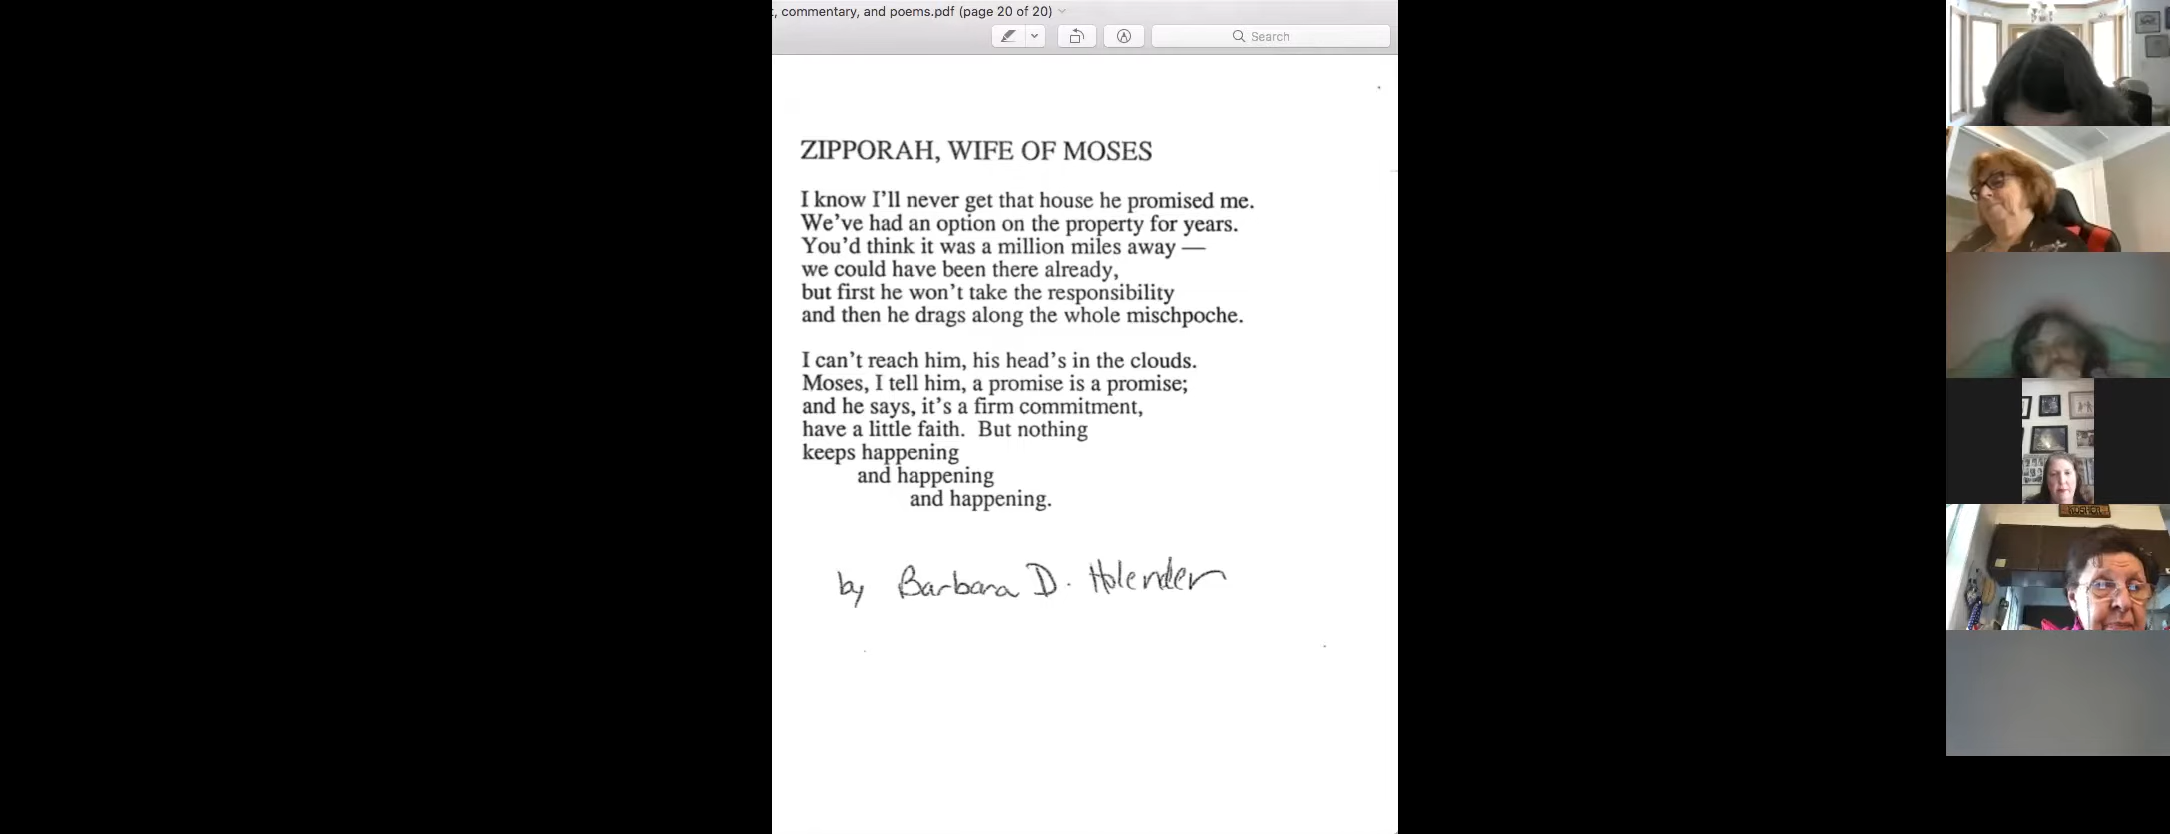 , commentary, and poems.pdf (page 20 of 20)
Search
ZIPPORAH, WIFE OF MOSES
I know I'll never get that house he promised me.
We've had an option on the property for years.
You'd think it was a million miles away —
we could have been there already,
but first he won't take the responsibility
and then he drags along the whole mischpoche.
I can't reach him, his head's in the clouds.
Moses, I tell him, a promise is a promise;
and he says, it's a firm commitment,
have a little faith. But nothing
keeps happening
and happening
and happening.
by Barbara D. Holender
KOSHER